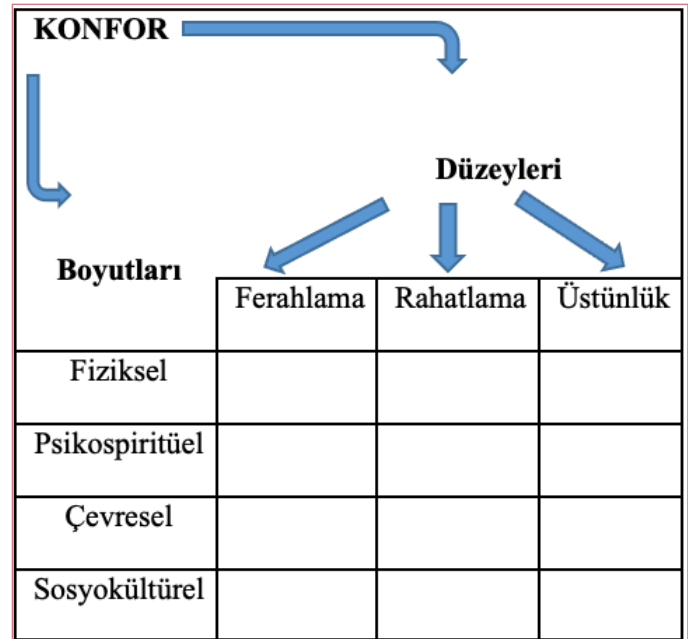 KONFOR
Düzeyleri
Boyutları
Ferahlama Rahatlama Üstünlük
Fiziksel
Psikospiritüel
Çevresel
Sosyokültürel